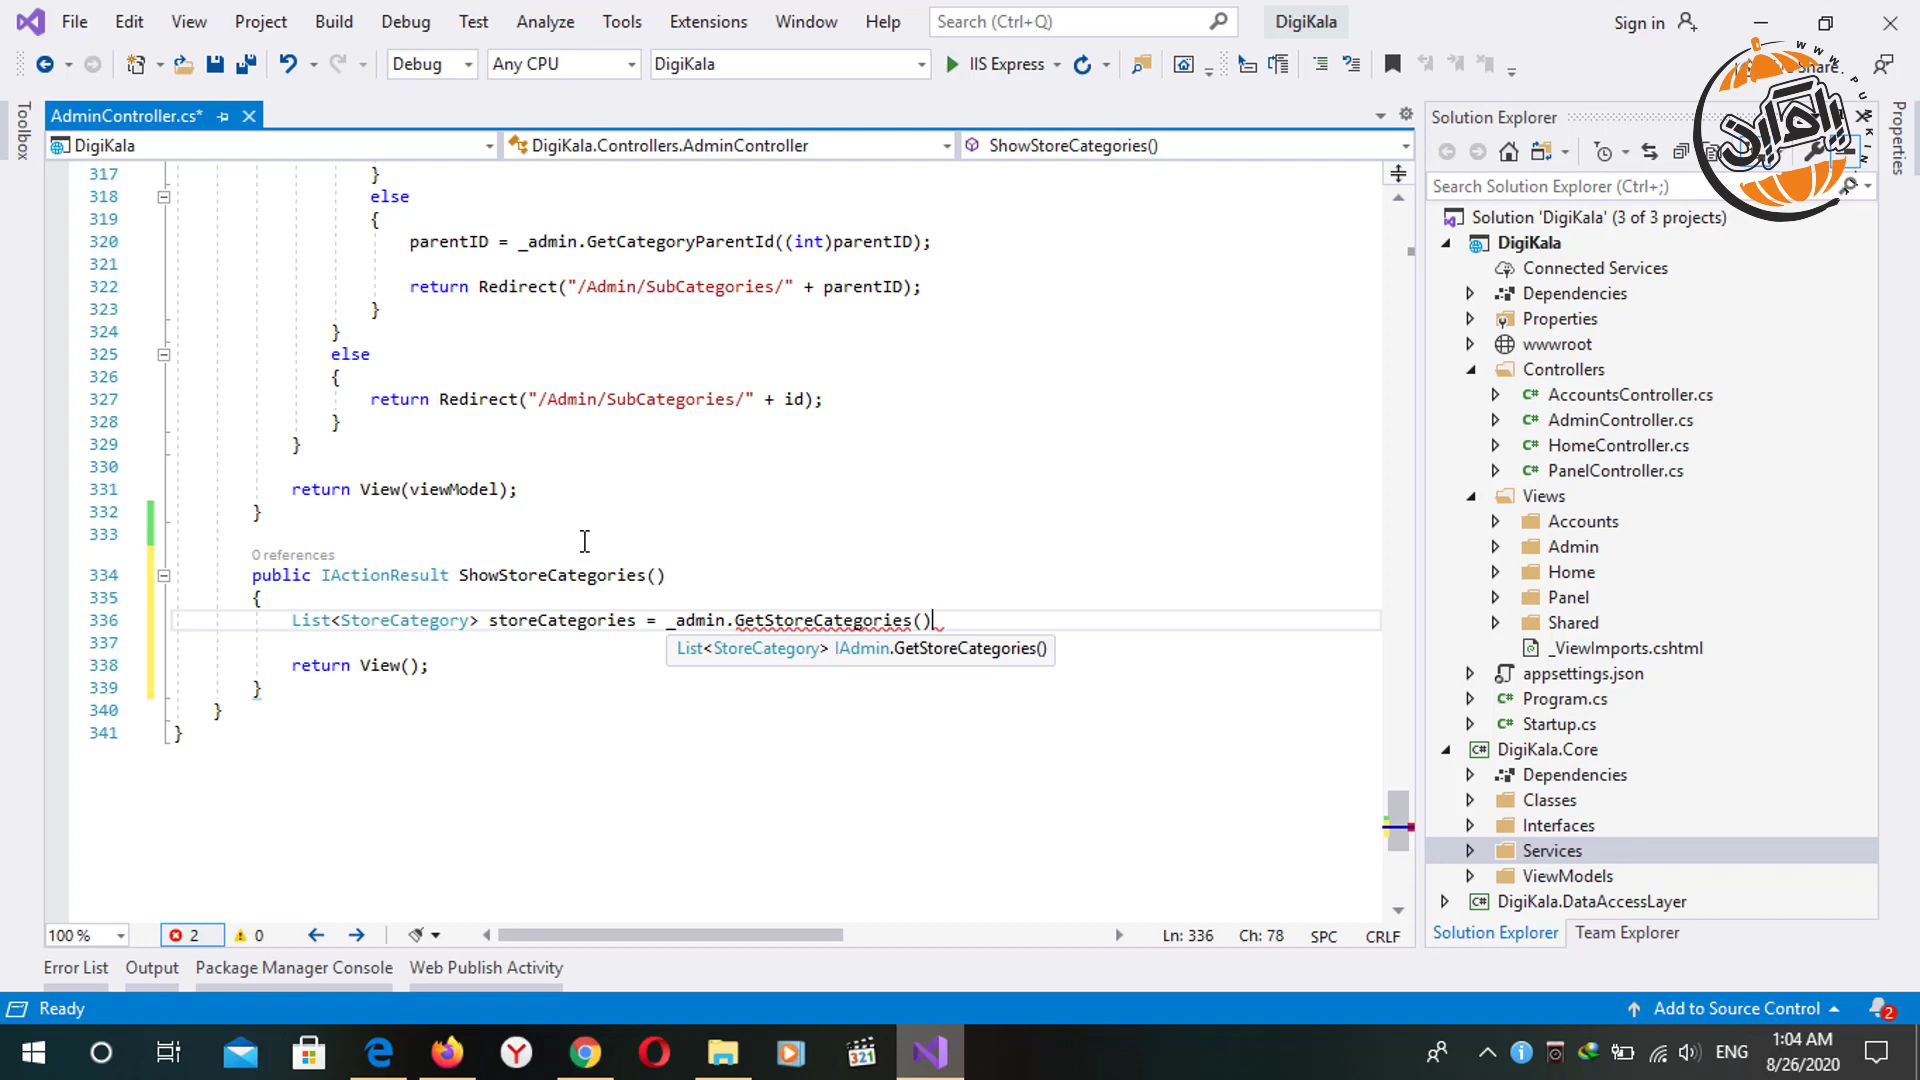 File Edit View Project Build Debug Test Analyze Tools Extensions Window Help Search (Ctrl+Q) DigiKala Sign in
Debug Any CPU DigiKala IIS Express Share
Toolbox
AdminController.cs*
DigiKala DigiKala.Controllers.AdminController ShowStoreCategories()
317 }
318 else
319 {
320 parentID = _admin.GetCategoryParentId((int)parentID);
321
322 return Redirect("/Admin/SubCategories/" + parentID);
323 }
324 }
325 else
326 {
327 return Redirect("/Admin/SubCategories/" + id);
328 }
329 }
330
331 return View(viewModel);
332 }
333
0 references
334 public IActionResult ShowStoreCategories()
335 {
336 List<StoreCategory> storeCategories = _admin.GetStoreCategories()
337
List<StoreCategory> IAdmin.GetStoreCategories()
338 return View();
339 }
340 }
341 }
100 % 2 0 Ln: 336 Ch: 78 SPC CRLF
Error List Output Package Manager Console Web Publish Activity
Solution Explorer
Search Solution Explorer (Ctrl+;)
Solution 'DigiKala' (3 of 3 projects)
DigiKala
Connected Services
Dependencies
Properties
wwwroot
Controllers
AccountsController.cs
AdminController.cs
HomeController.cs
PanelController.cs
Views
Accounts
Admin
Home
Panel
Shared
_ViewImports.cshtml
appsettings.json
Program.cs
Startup.cs
DigiKala.Core
Dependencies
Classes
Interfaces
Services
ViewModels
DigiKala.DataAccessLayer
Solution Explorer Team Explorer
Properties
Ready Add to Source Control 2
321 ENG 1:04 AM
8/26/2020